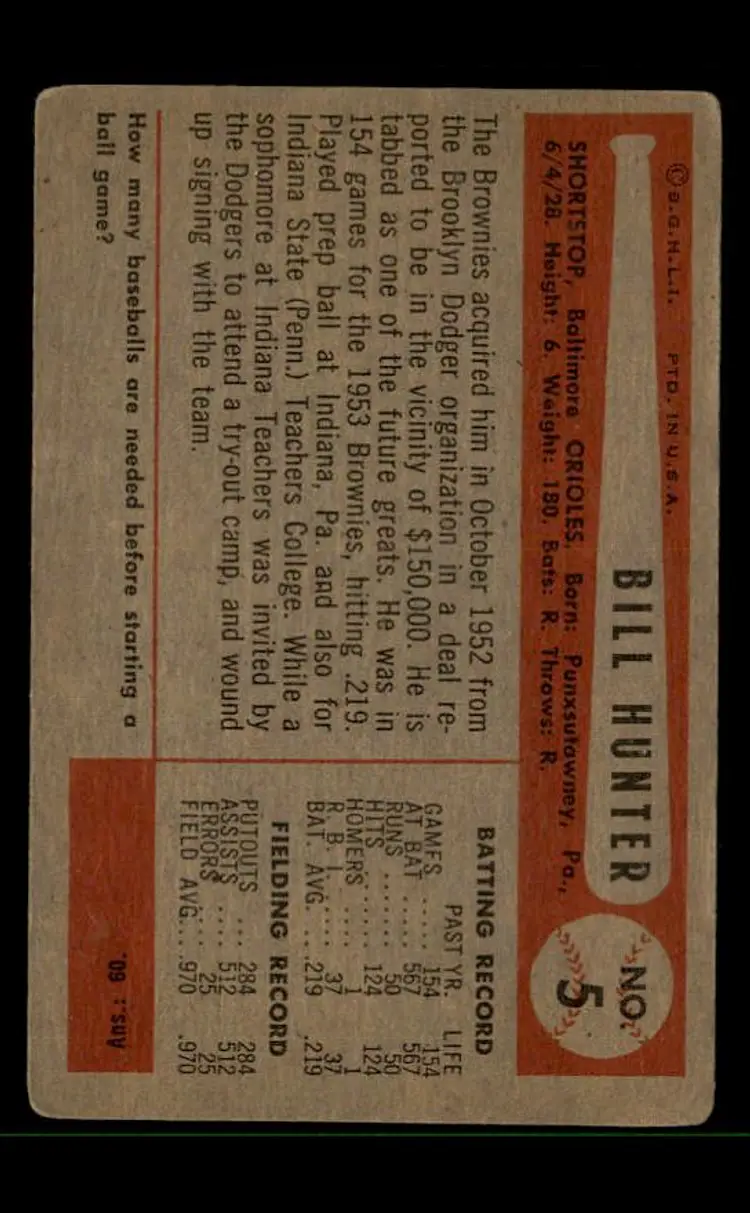 © B.G.H.L.I. PTD. IN U.S.A.
BILL HUNTER
NO.
5
SHORTSTOP, Baltimore ORIOLES. Born: Punxsutawney, Pa.,
6/4/28. Height: 6. Weight: 180. Bats: R. Throws: R.
The Brownies acquired him in October 1952 from
the Brooklyn Dodger organization in a deal re-
ported to be in the vicinity of $150,000. He is
tabbed as one of the future greats. He was in
154 games for the 1953 Brownies, hitting .219.
Played prep ball at Indiana, Pa. and also for
Indiana State (Penn.) Teachers College. While a
sophomore at Indiana Teachers was invited by
the Dodgers to attend a try-out camp, and wound
up signing with the team.
BATTING RECORD
PAST YR. LIFE
GAMES ..... 154 154
AT BAT ..... 567 567
RUNS ....... 50 50
HITS ....... 124 124
HOMERS ..... 1 1
R. B. I. ..... 37 37
BAT. AVG. ... .219 .219
FIELDING RECORD
PUTOUTS ... 284 284
ASSISTS .... 512 512
ERRORS .... 25 25
FIELD AVG. .. .970 .970
How many baseballs are needed before starting a
ball game?
Ans.: 60.